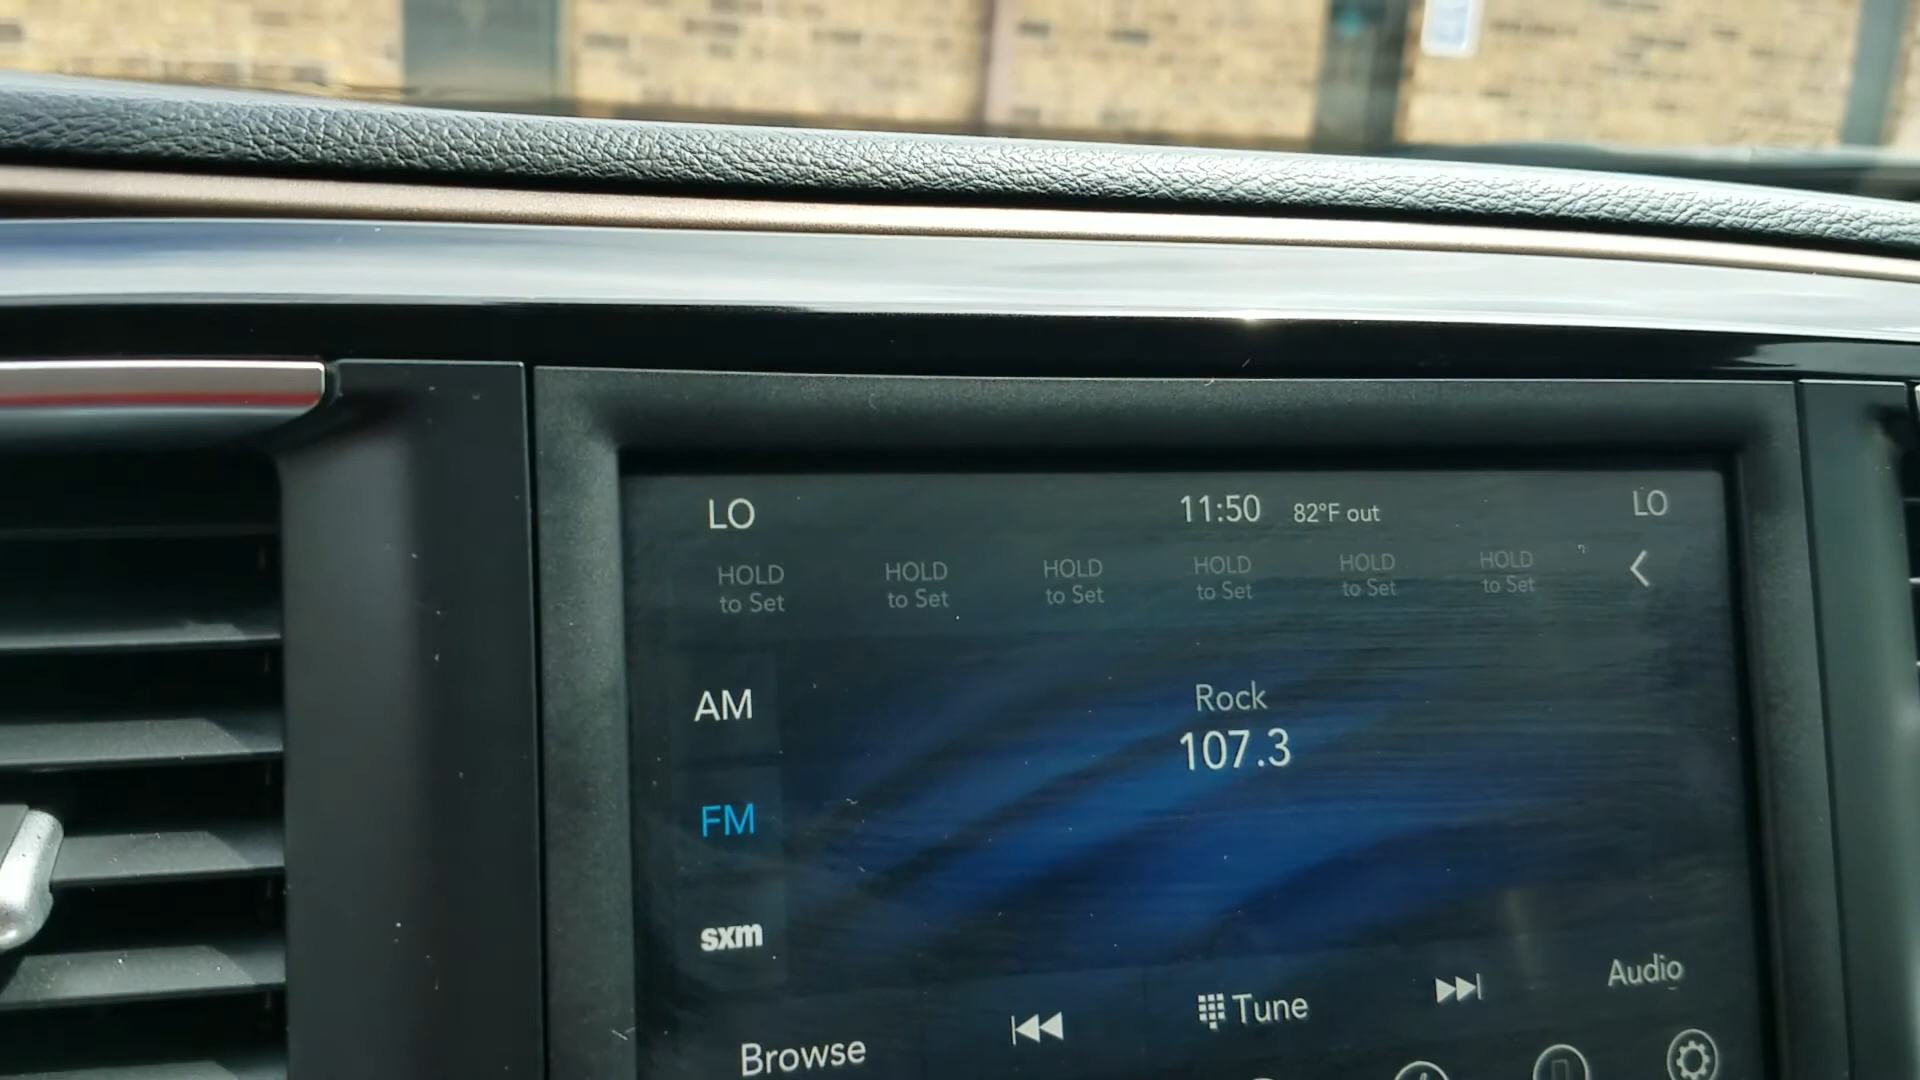 LO 11:50 82°F out LO
HOLD to Set
HOLD to Set
HOLD to Set
HOLD to Set
HOLD to Set
HOLD to Set
AM
Rock
107.3
FM
sxm
Browse
Tune
Audio